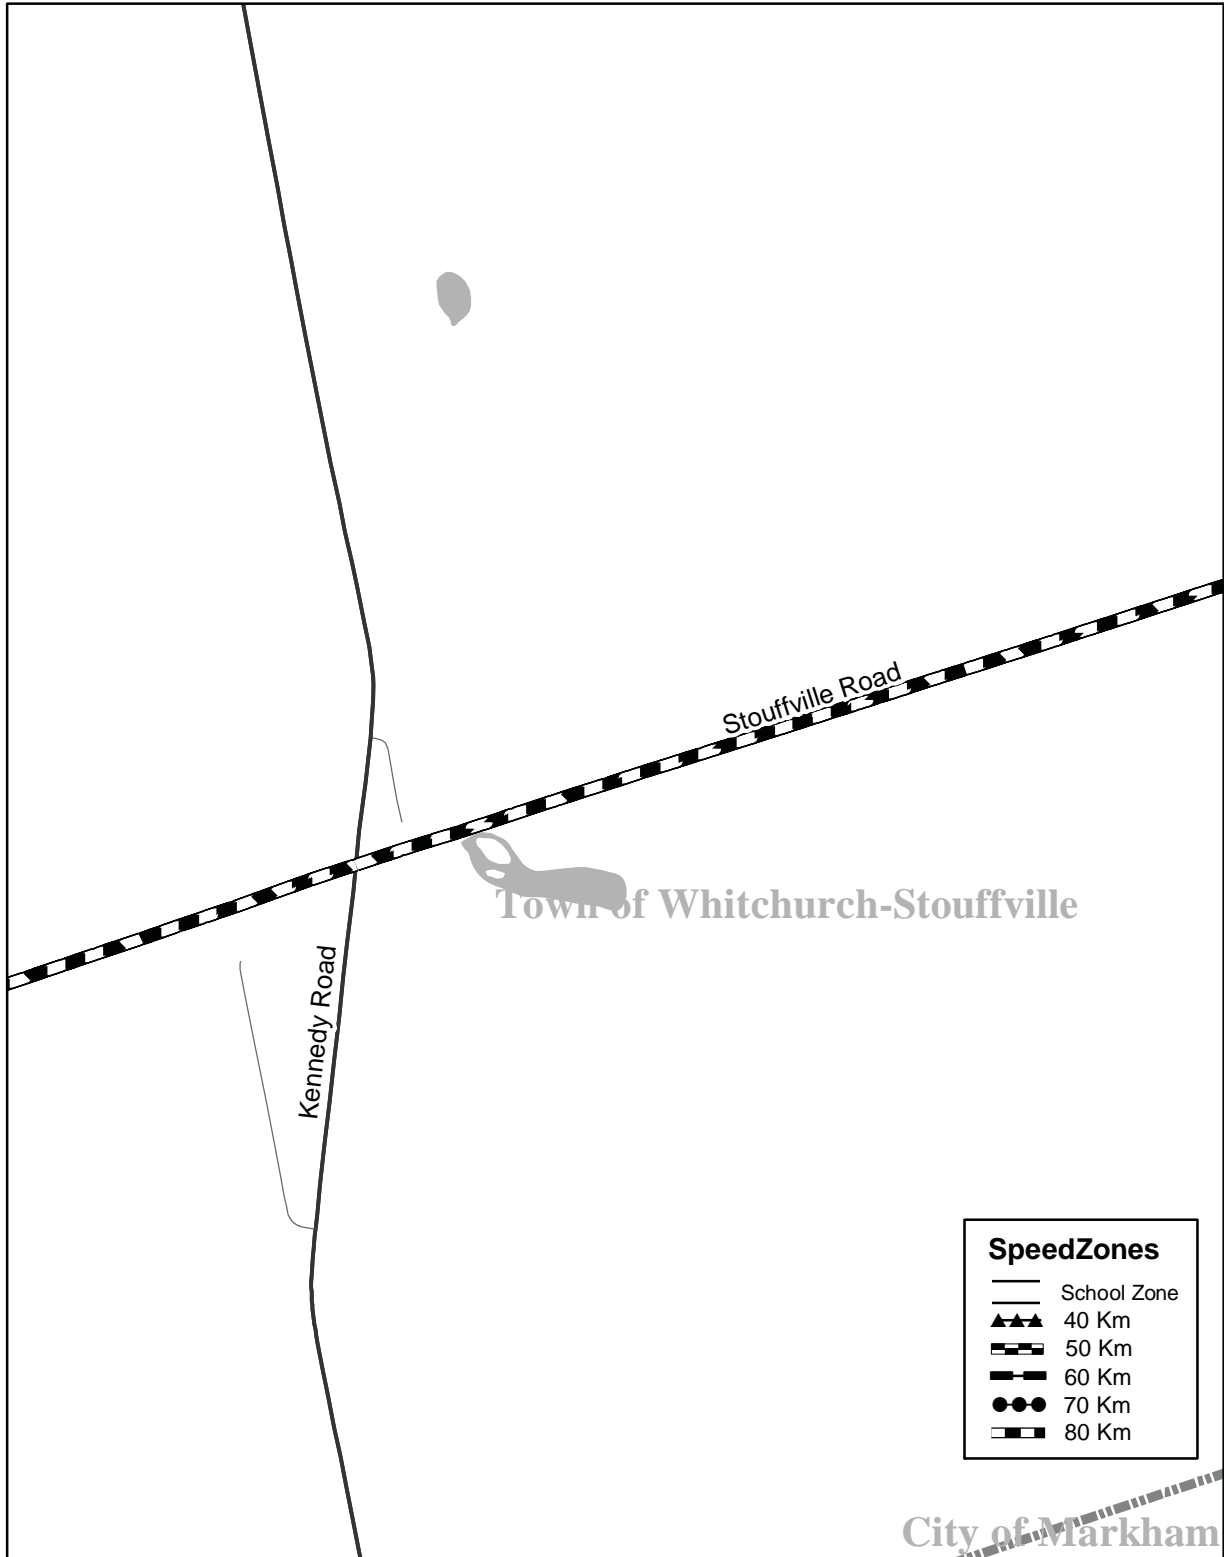 Stouffville Road
Town of Whitchurch-Stouffville
Kennedy Road
SpeedZones
School Zone
40 Km
50 Km
60 Km
70 Km
80 Km
City of Markham